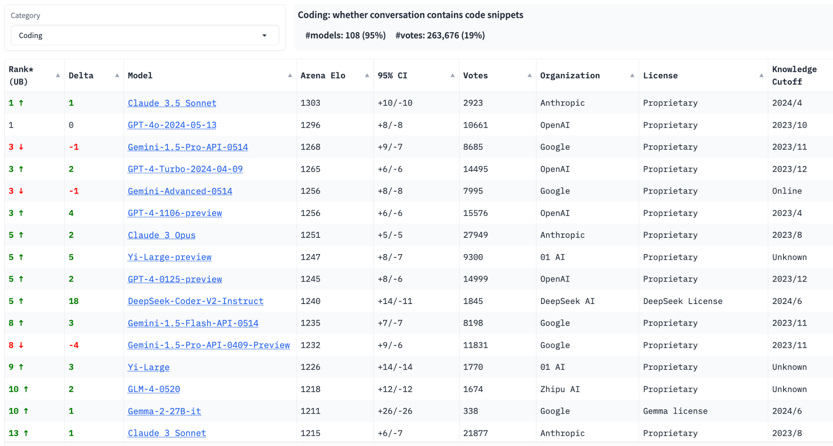 Category
Coding
Coding: whether conversation contains code snippets
#models: 108 (95%) #votes: 263,676 (19%)
Rank* (UB) Delta Model Arena Elo 95% CI Votes Organization License Knowledge Cutoff
1 ↑ 1 Claude 3.5 Sonnet 1303 +10/-10 2923 Anthropic Proprietary 2024/4
1 0 GPT-4o-2024-05-13 1296 +8/-8 10661 OpenAI Proprietary 2023/10
3 ↓ -1 Gemini-1.5-Pro-API-0514 1268 +9/-7 8685 Google Proprietary 2023/11
3 ↑ 2 GPT-4-Turbo-2024-04-09 1265 +6/-6 14495 OpenAI Proprietary 2023/12
3 ↓ -1 Gemini-Advanced-0514 1256 +8/-8 7995 Google Proprietary Online
3 ↑ 4 GPT-4-1106-preview 1256 +6/-6 15576 OpenAI Proprietary 2023/4
5 ↑ 2 Claude 3 Opus 1251 +5/-5 27949 Anthropic Proprietary 2023/8
5 ↑ 5 Yi-Large-preview 1247 +8/-7 9300 01 AI Proprietary Unknown
5 ↑ 2 GPT-4-0125-preview 1245 +8/-6 14999 OpenAI Proprietary 2023/12
5 ↑ 18 DeepSeek-Coder-V2-Instruct 1240 +14/-11 1845 DeepSeek AI DeepSeek License 2024/6
8 ↑ 3 Gemini-1.5-Flash-API-0514 1235 +7/-7 8198 Google Proprietary 2023/11
8 ↓ -4 Gemini-1.5-Pro-API-0409-Preview 1232 +9/-6 11831 Google Proprietary 2023/11
9 ↑ 3 Yi-Large 1226 +14/-14 1770 01 AI Proprietary Unknown
10 ↑ 2 GLM-4-0520 1218 +12/-12 1674 Zhipu AI Proprietary Unknown
10 ↑ 1 Gemma-2-27B-it 1211 +26/-26 338 Google Gemma license 2024/6
13 ↑ 1 Claude 3 Sonnet 1215 +6/-7 21877 Anthropic Proprietary 2023/8